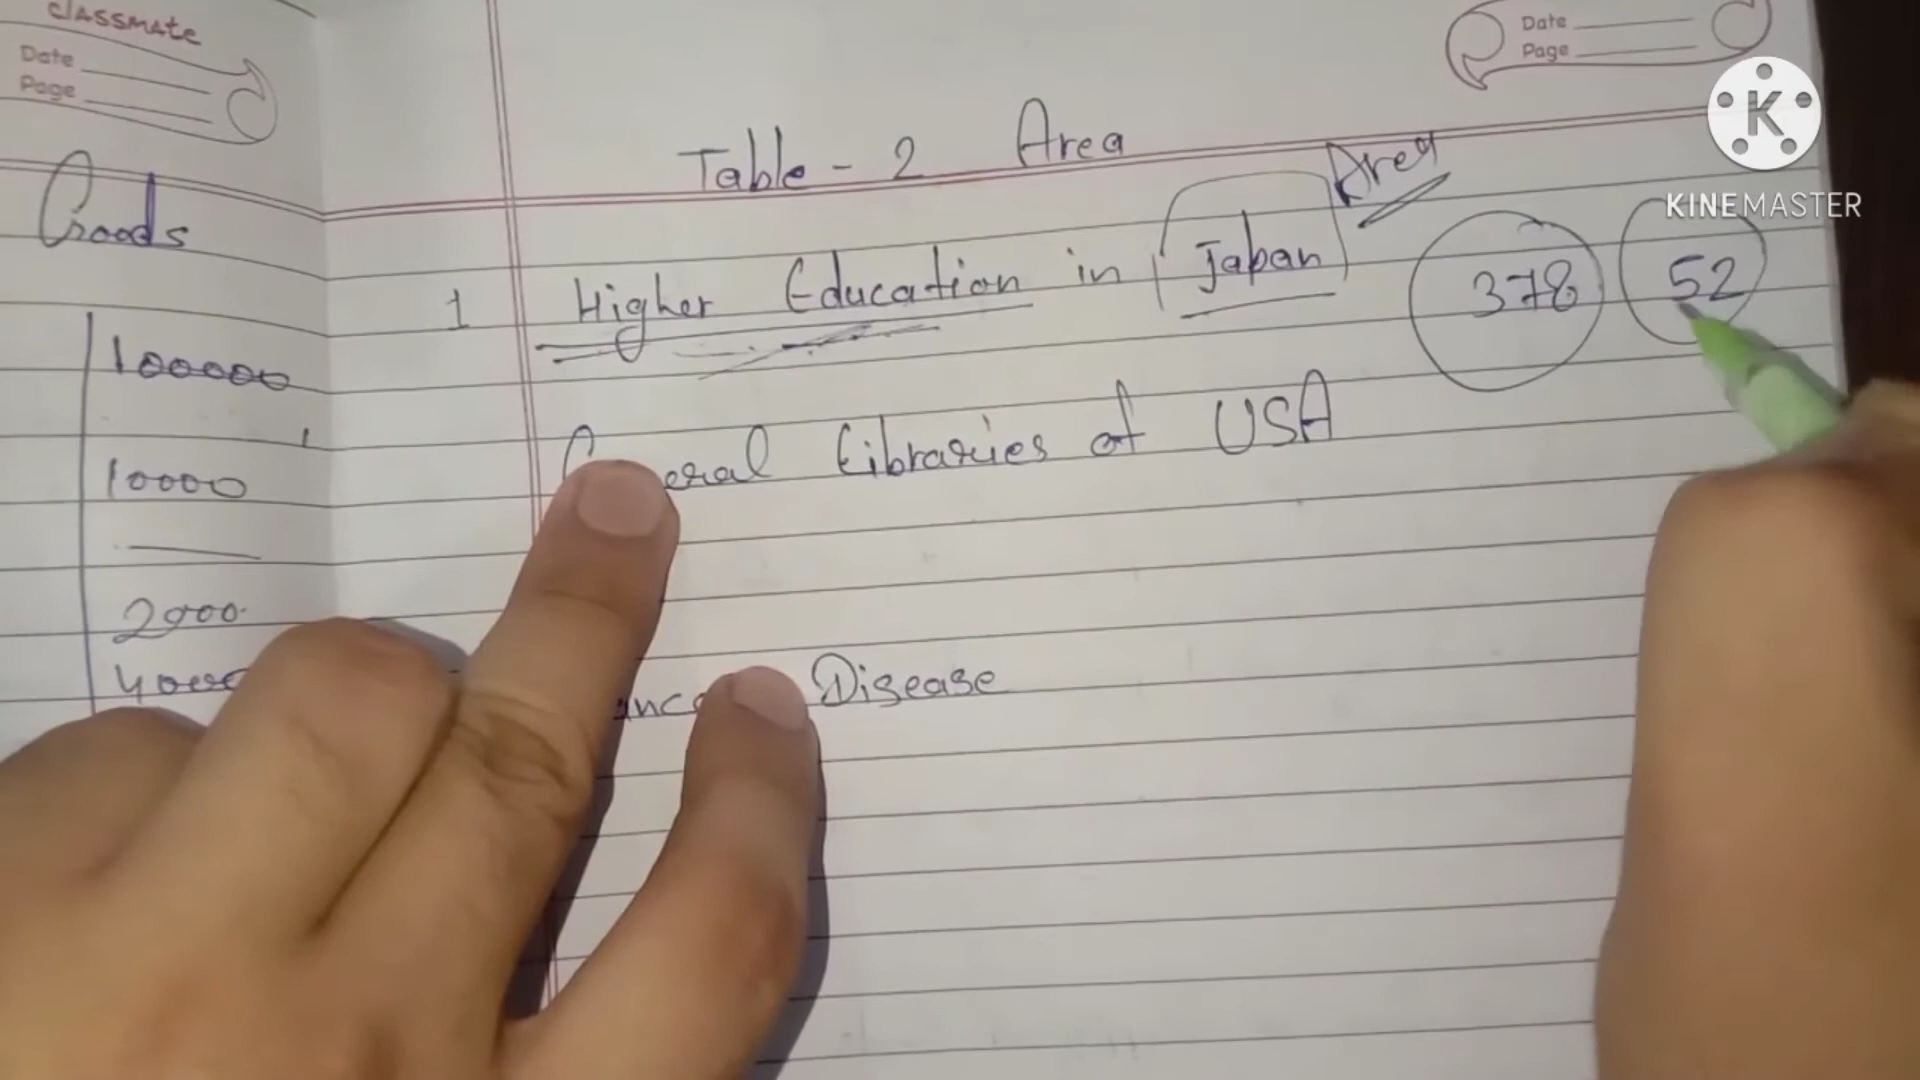 classmate
Date
Page
Goods
100000
10000
2000
Date
Page
KINEMASTER
Table - 2 Area
Area
1 Higher Education in Japan 378 52
Libraries of USA
Disease